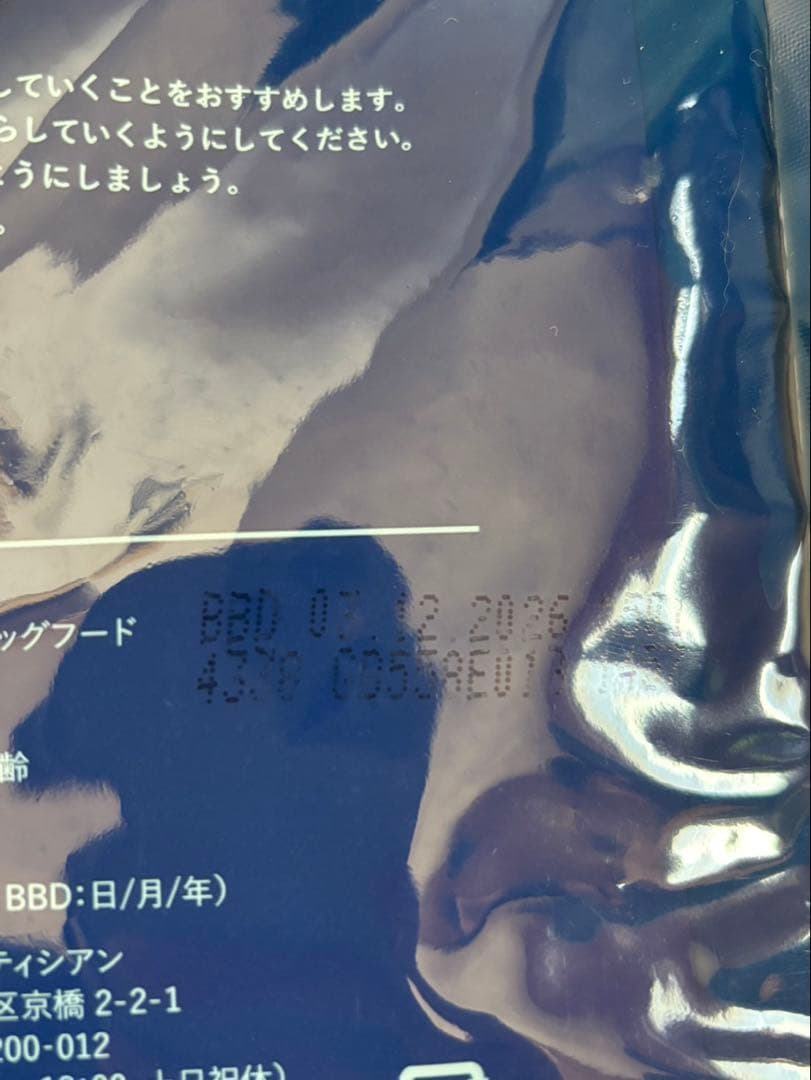 していくことをおすすめします。
らしていくようにしてください。
ようにしましょう。
。
ッグフード
BBD 03.12.2026
齢
BBD:日/月/年)
ティシアン
区京橋 2-2-1
200-012